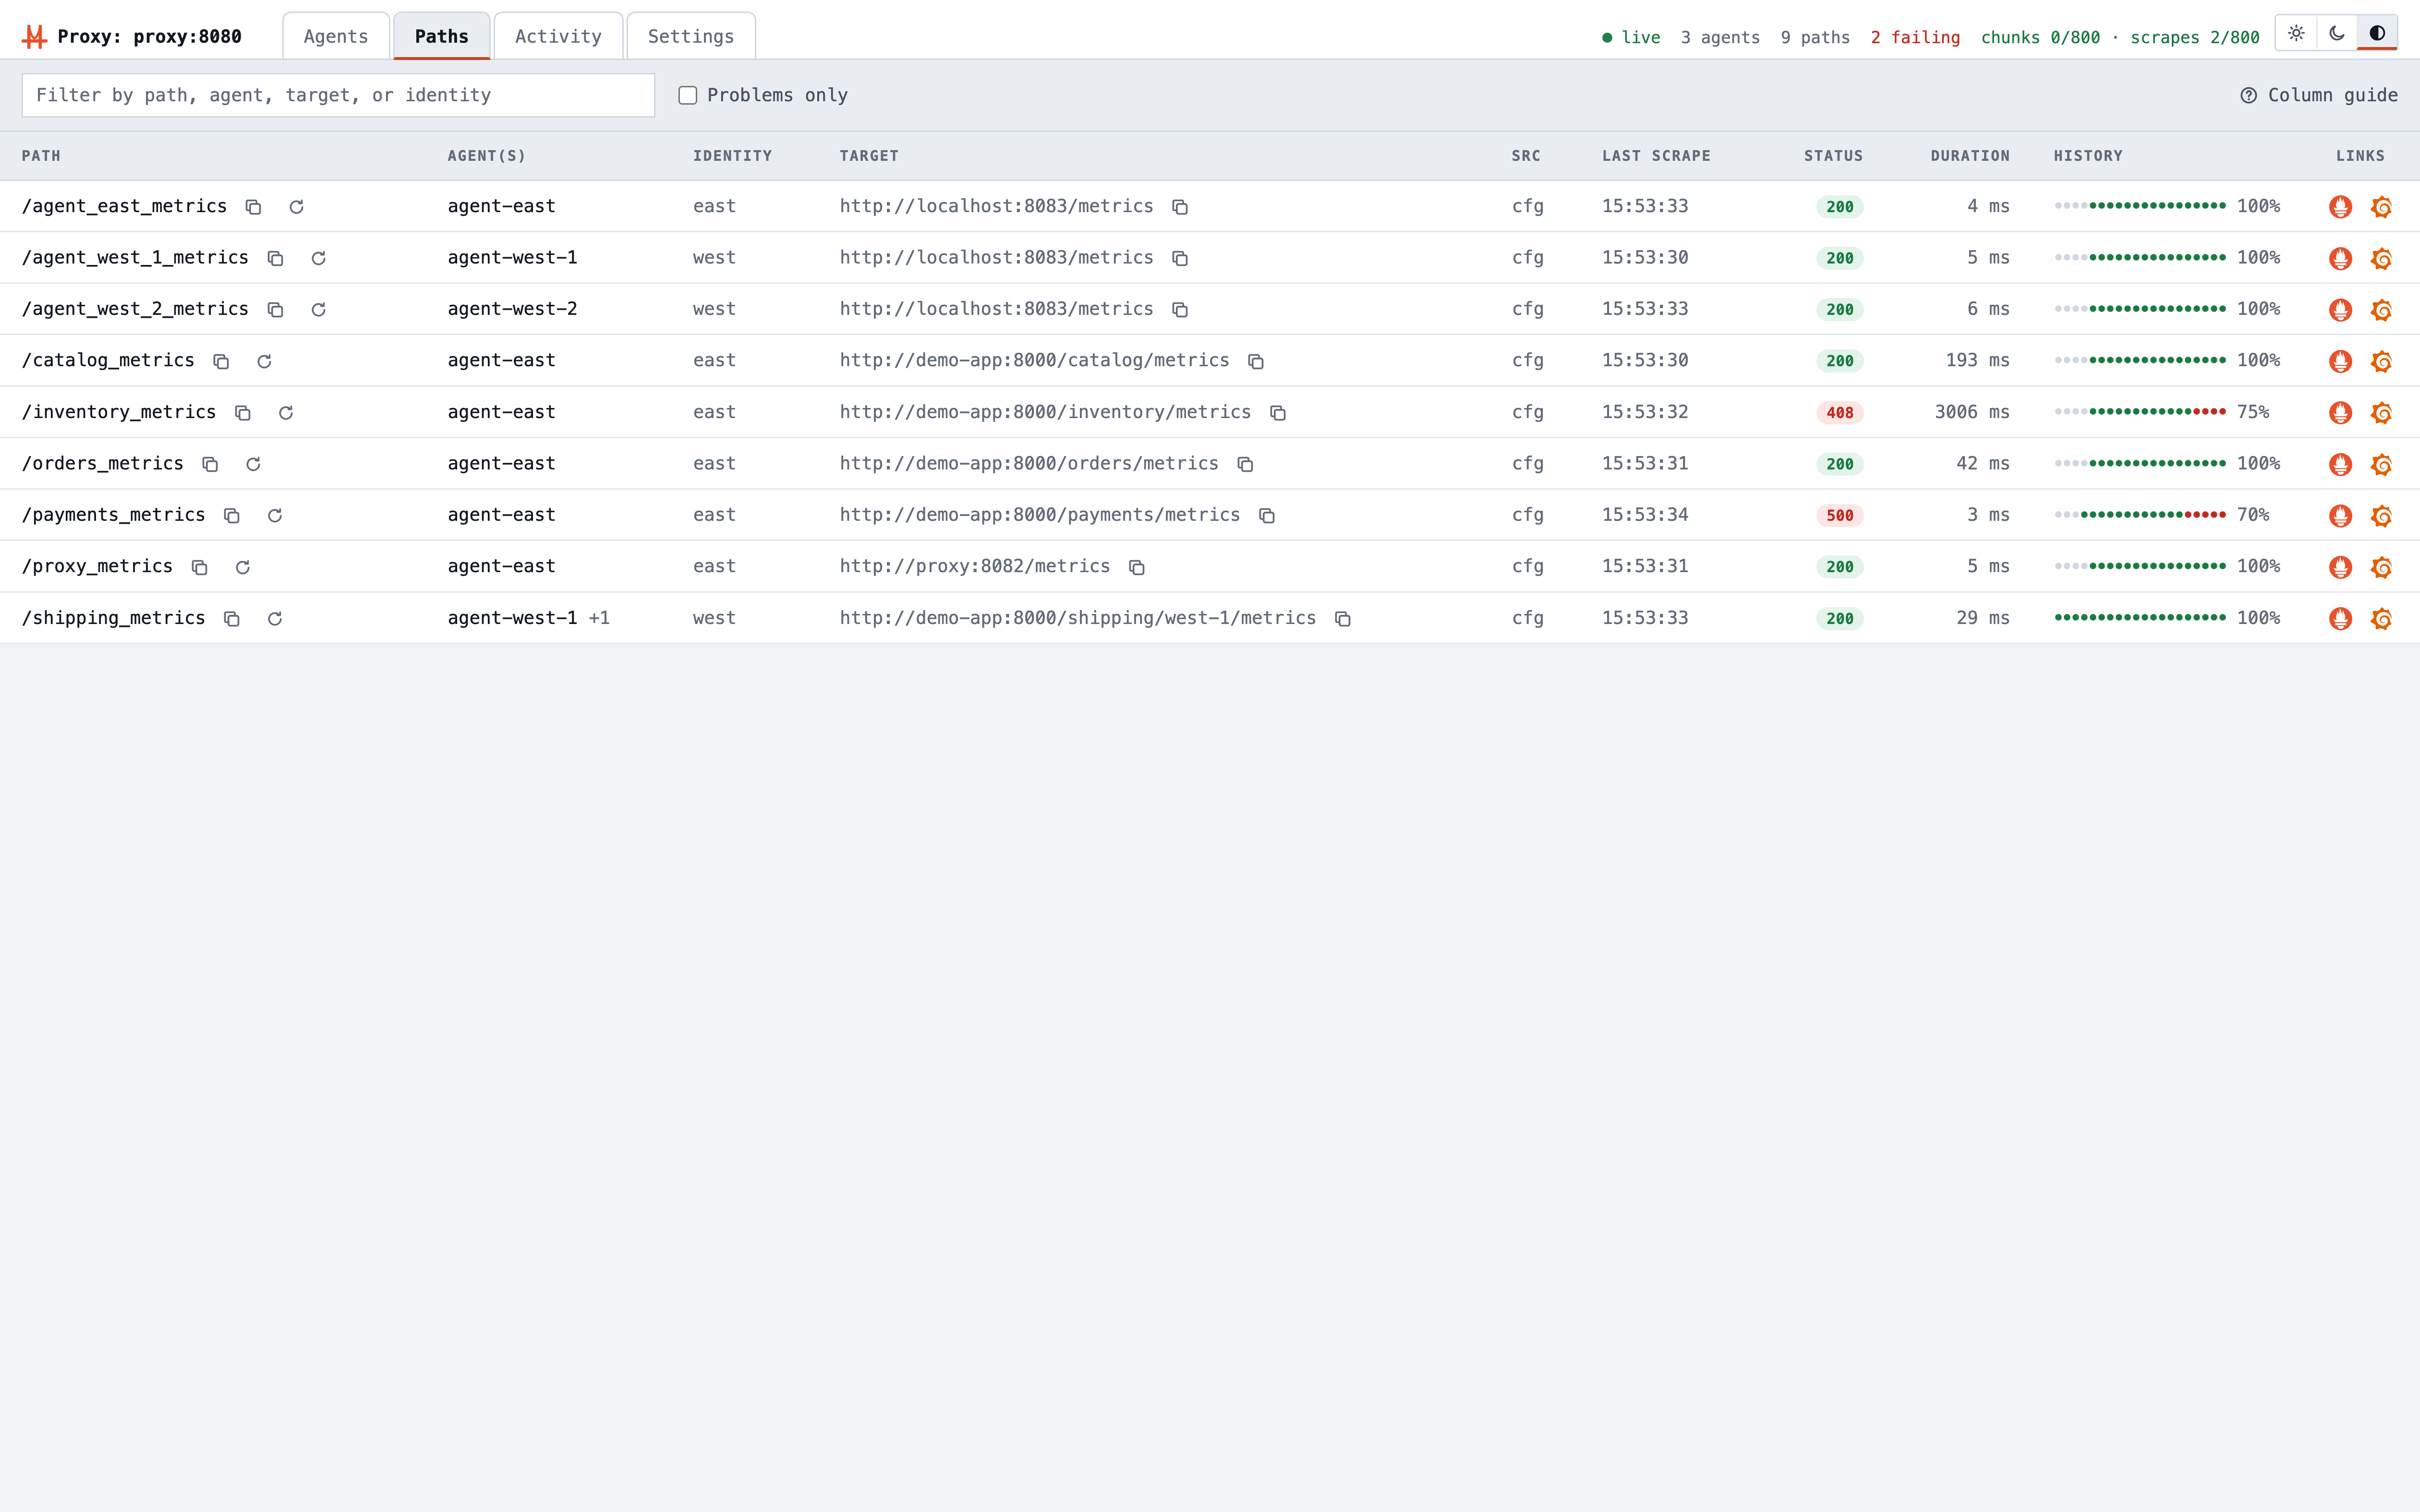 Proxy: proxy:8080 Agents Paths Activity Settings live 3 agents 9 paths 2 failing chunks 0/800 · scrapes 2/800
Filter by path, agent, target, or identity Problems only Column guide
PATH AGENT(S) IDENTITY TARGET SRC LAST SCRAPE STATUS DURATION HISTORY LINKS
/agent_east_metrics agent-east east http://localhost:8083/metrics cfg 15:53:33 200 4 ms 100%
/agent_west_1_metrics agent-west-1 west http://localhost:8083/metrics cfg 15:53:30 200 5 ms 100%
/agent_west_2_metrics agent-west-2 west http://localhost:8083/metrics cfg 15:53:33 200 6 ms 100%
/catalog_metrics agent-east east http://demo-app:8000/catalog/metrics cfg 15:53:30 200 193 ms 100%
/inventory_metrics agent-east east http://demo-app:8000/inventory/metrics cfg 15:53:32 408 3006 ms 75%
/orders_metrics agent-east east http://demo-app:8000/orders/metrics cfg 15:53:31 200 42 ms 100%
/payments_metrics agent-east east http://demo-app:8000/payments/metrics cfg 15:53:34 500 3 ms 70%
/proxy_metrics agent-east east http://proxy:8082/metrics cfg 15:53:31 200 5 ms 100%
/shipping_metrics agent-west-1 +1 west http://demo-app:8000/shipping/west-1/metrics cfg 15:53:33 200 29 ms 100%